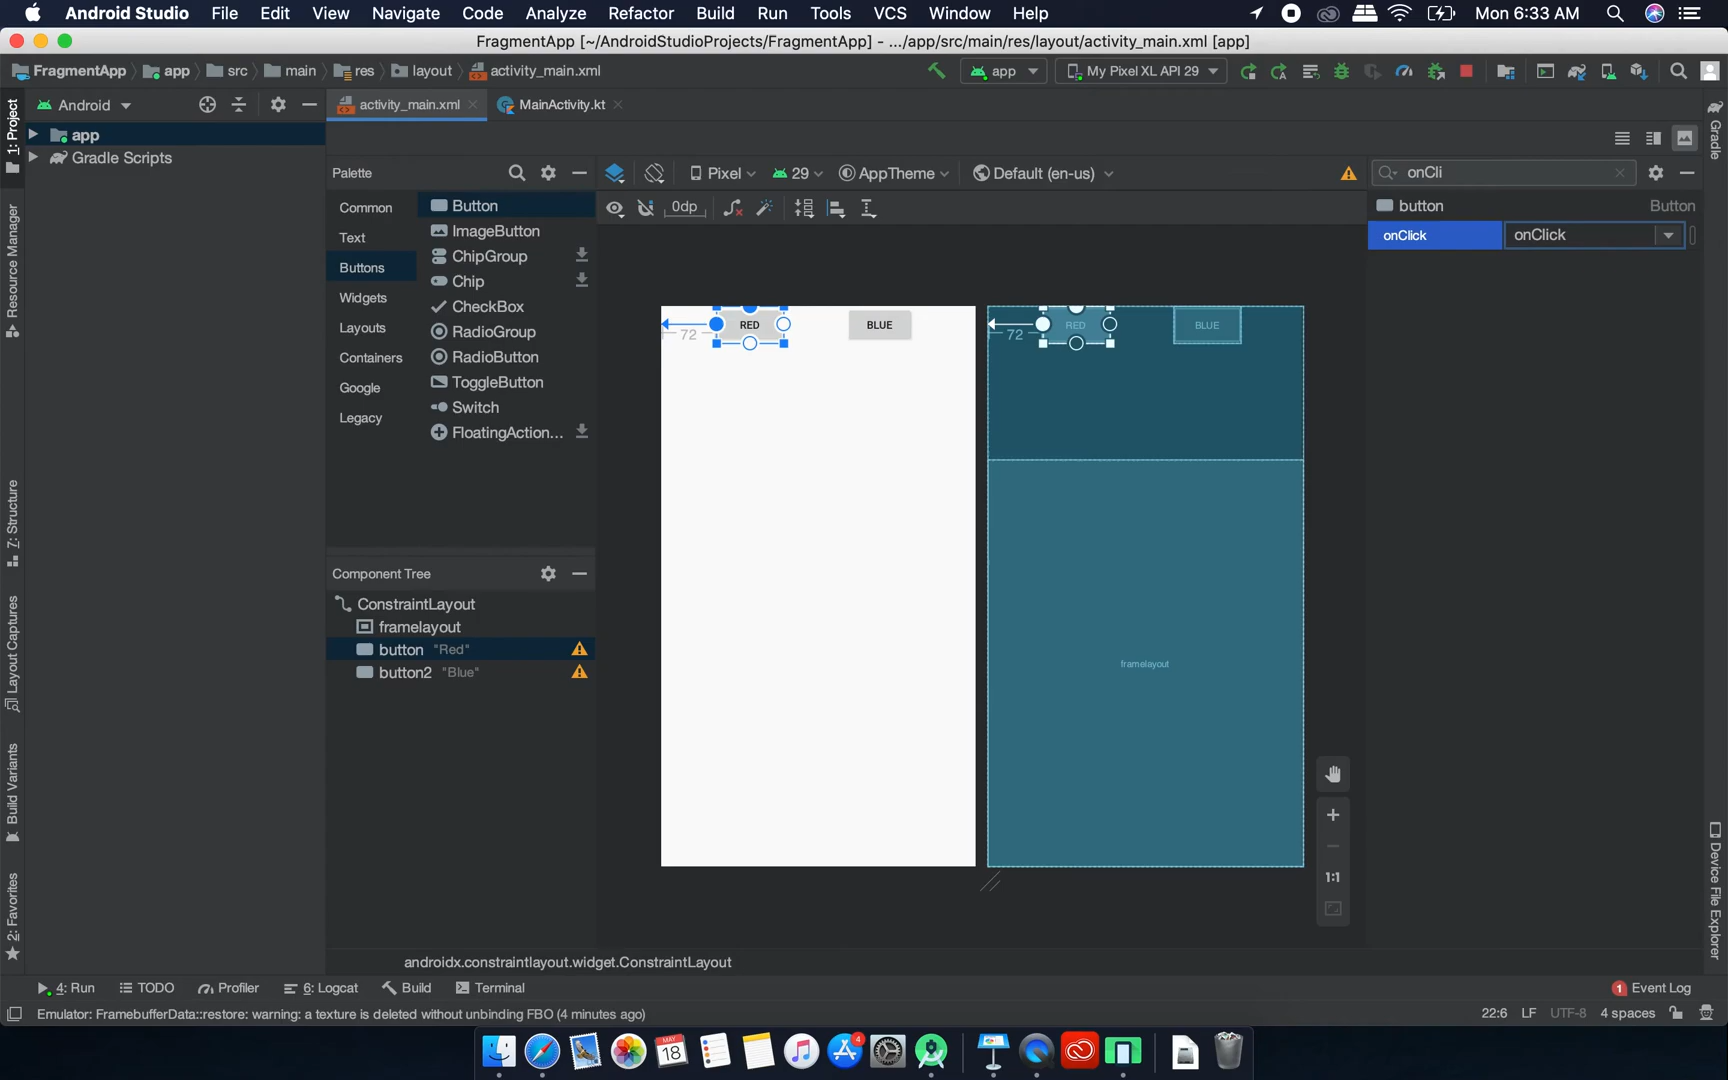 Android Studio File Edit View Navigate Code Analyze Refactor Build Run Tools VCS Window Help Mon 6:33 AM
FragmentApp [~/AndroidStudioProjects/FragmentApp] - .../app/src/main/res/layout/activity_main.xml [app]
FragmentApp app src main res layout activity_main.xml app My Pixel XL API 29
Android activity_main.xml MainActivity.kt
1: Project
Resource Manager
7: Structure
Layout Captures
Build Variants
2: Favorites
app
Gradle Scripts
Palette
Common
Text
Buttons
Widgets
Layouts
Containers
Google
Legacy
Button
ImageButton
ChipGroup
Chip
CheckBox
RadioGroup
RadioButton
ToggleButton
Switch
FloatingAction...
Component Tree
ConstraintLayout
framelayout
button "Red"
button2 "Blue"
Pixel 29 AppTheme Default (en-us)
0dp
RED BLUE
72
RED BLUE
72
framelayout
1:1
onCli
button Button
onClick onClick
Gradle
Device File Explorer
androidx.constraintlayout.widget.ConstraintLayout
4: Run TODO Profiler 6: Logcat Build Terminal 1 Event Log
Emulator: FramebufferData::restore: warning: a texture is deleted without unbinding FBO (4 minutes ago) 22:6 LF UTF-8 4 spaces
MAY
18
4